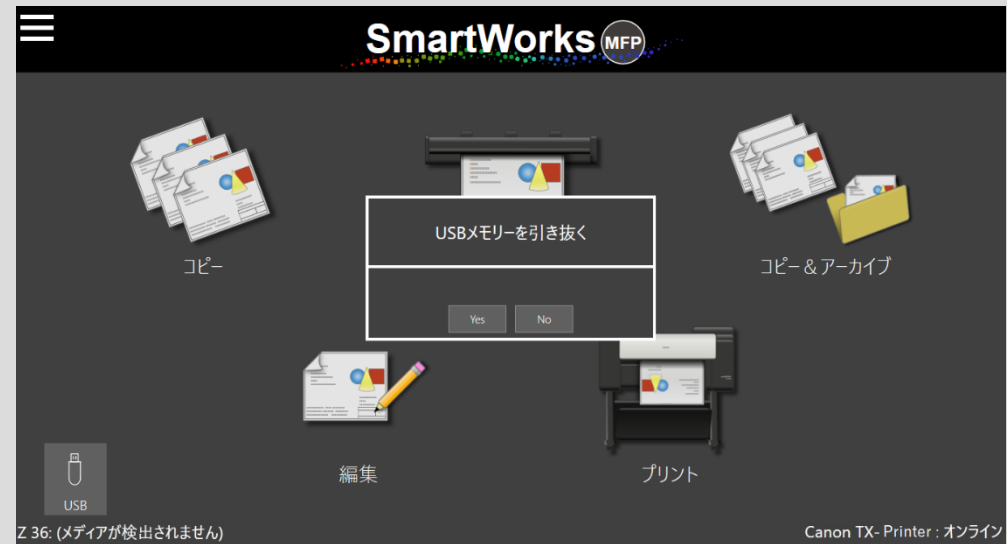 SmartWorks MFP
USBメモリーを引き抜く
Yes No
コピー
コピー＆アーカイブ
編集
プリント
USB
Z 36: (メディアが検出されません)
Canon TX- Printer : オンライン